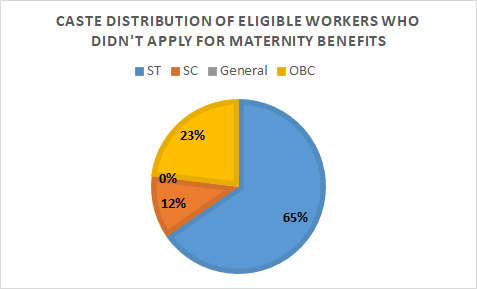 CASTE DISTRIBUTION OF ELIGIBLE WORKERS WHO
DIDN'T APPLY FOR MATERNITY BENEFITS
ST SC General OBC
23%
0%
12%
65%